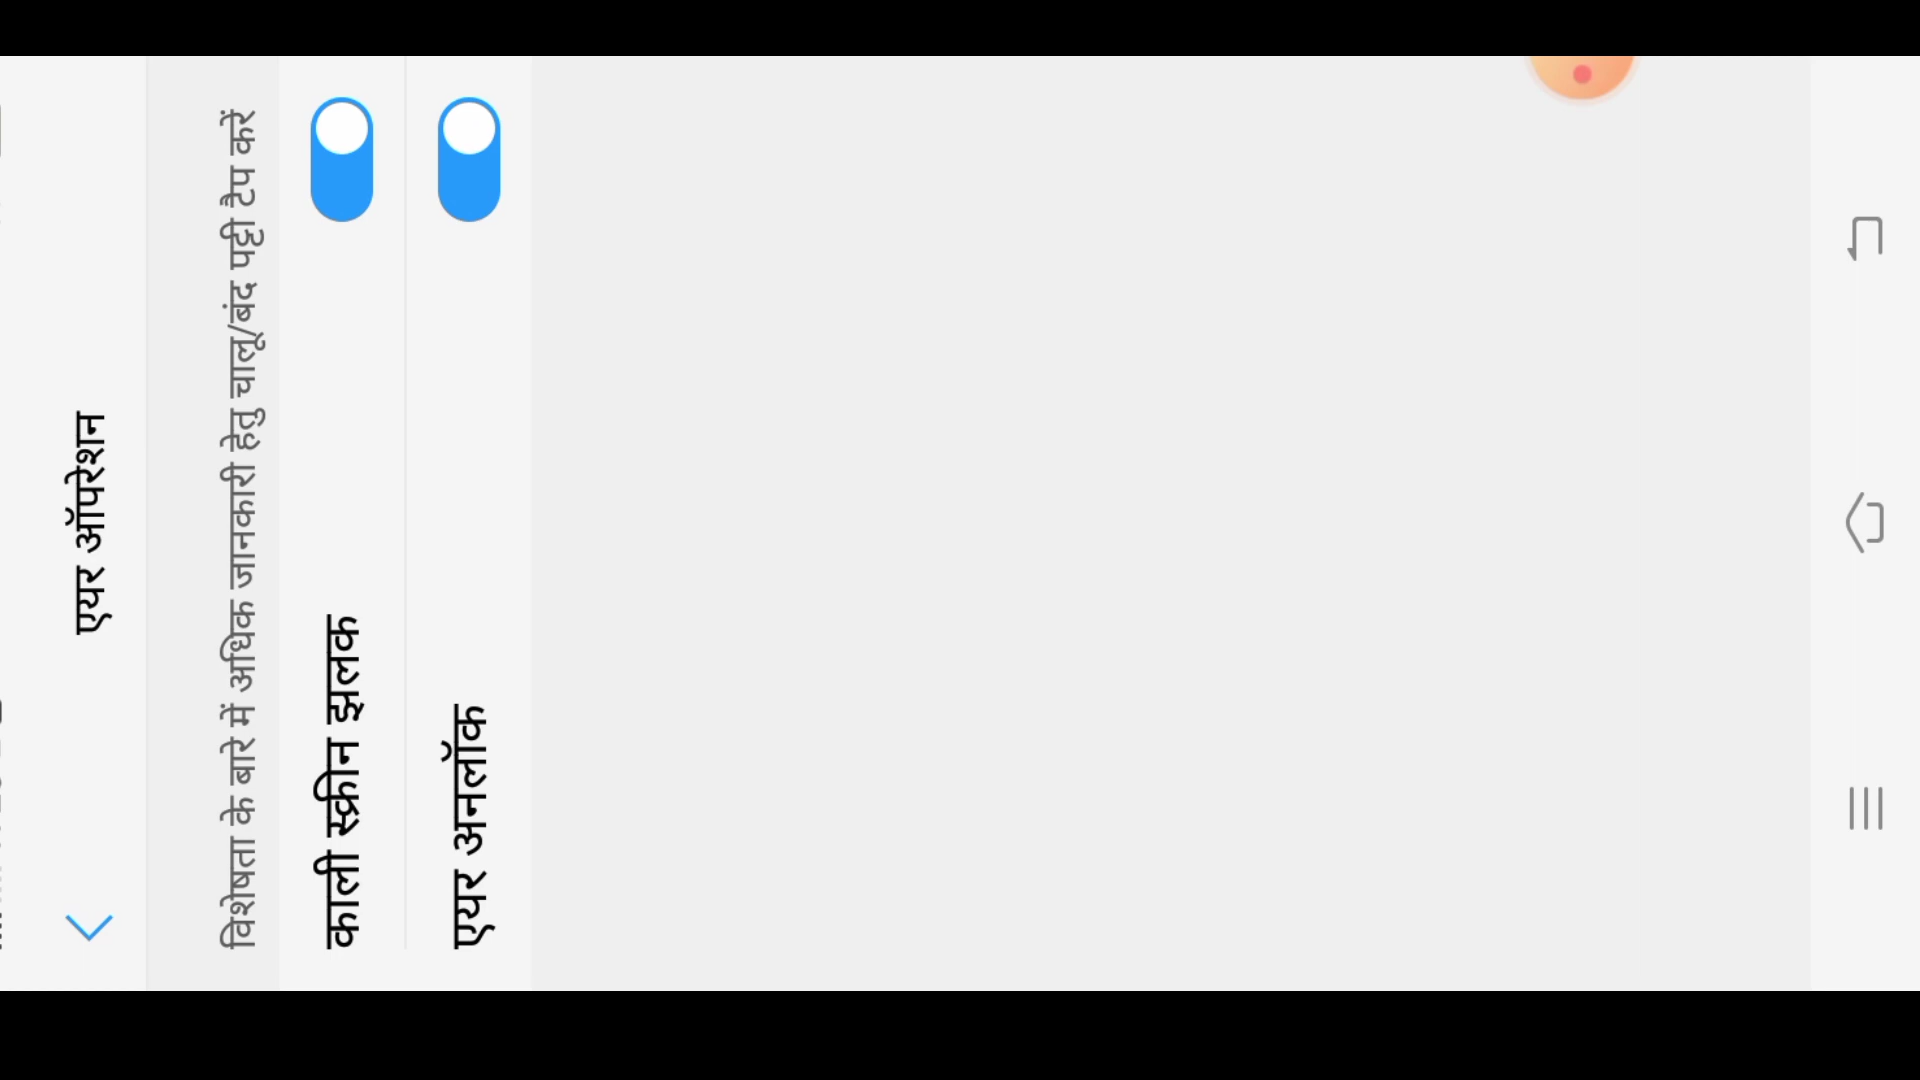 एयर ऑपरेशन
विशेषता के बारे में अधिक जानकारी हेतु चालू/बंद पट्टी टैप करें
काली स्क्रीन झलक
एयर अनलॉक